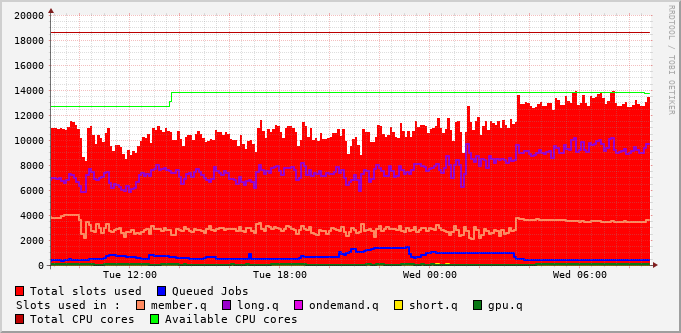 20000
18000
16000
14000
12000
10000
8000
6000
4000
2000
0
Tue 12:00 Tue 18:00 Wed 00:00 Wed 06:00
Total slots used Queued Jobs
Slots used in : member.q long.q ondemand.q short.q gpu.q
Total CPU cores Available CPU cores
RRDTOOL / TOBI OETIKER